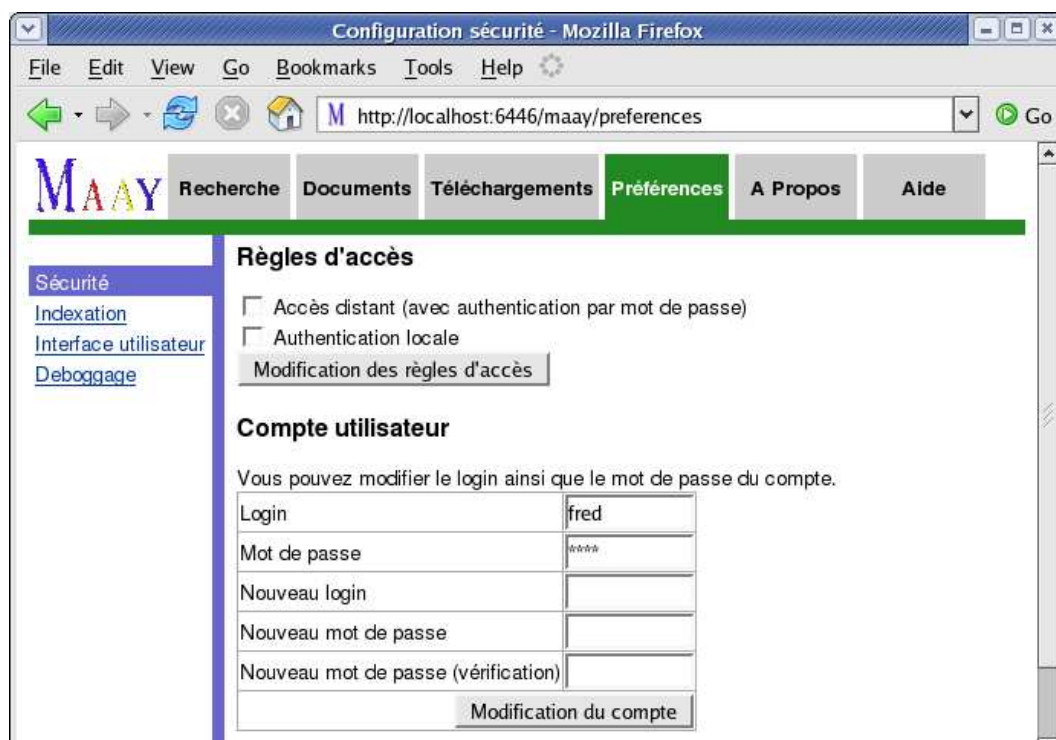 Configuration sécurité - Mozilla Firefox
File Edit View Go Bookmarks Tools Help
M http://localhost:6446/maay/preferences Go
MAAY Recherche Documents Téléchargements Préférences A Propos Aide
Sécurité
Indexation
Interface utilisateur
Deboggage
Règles d'accès
Accès distant (avec authentication par mot de passe)
Authentication locale
Modification des règles d'accès
Compte utilisateur
Vous pouvez modifier le login ainsi que le mot de passe du compte.
Login fred
Mot de passe ****
Nouveau login
Nouveau mot de passe
Nouveau mot de passe (vérification)
Modification du compte